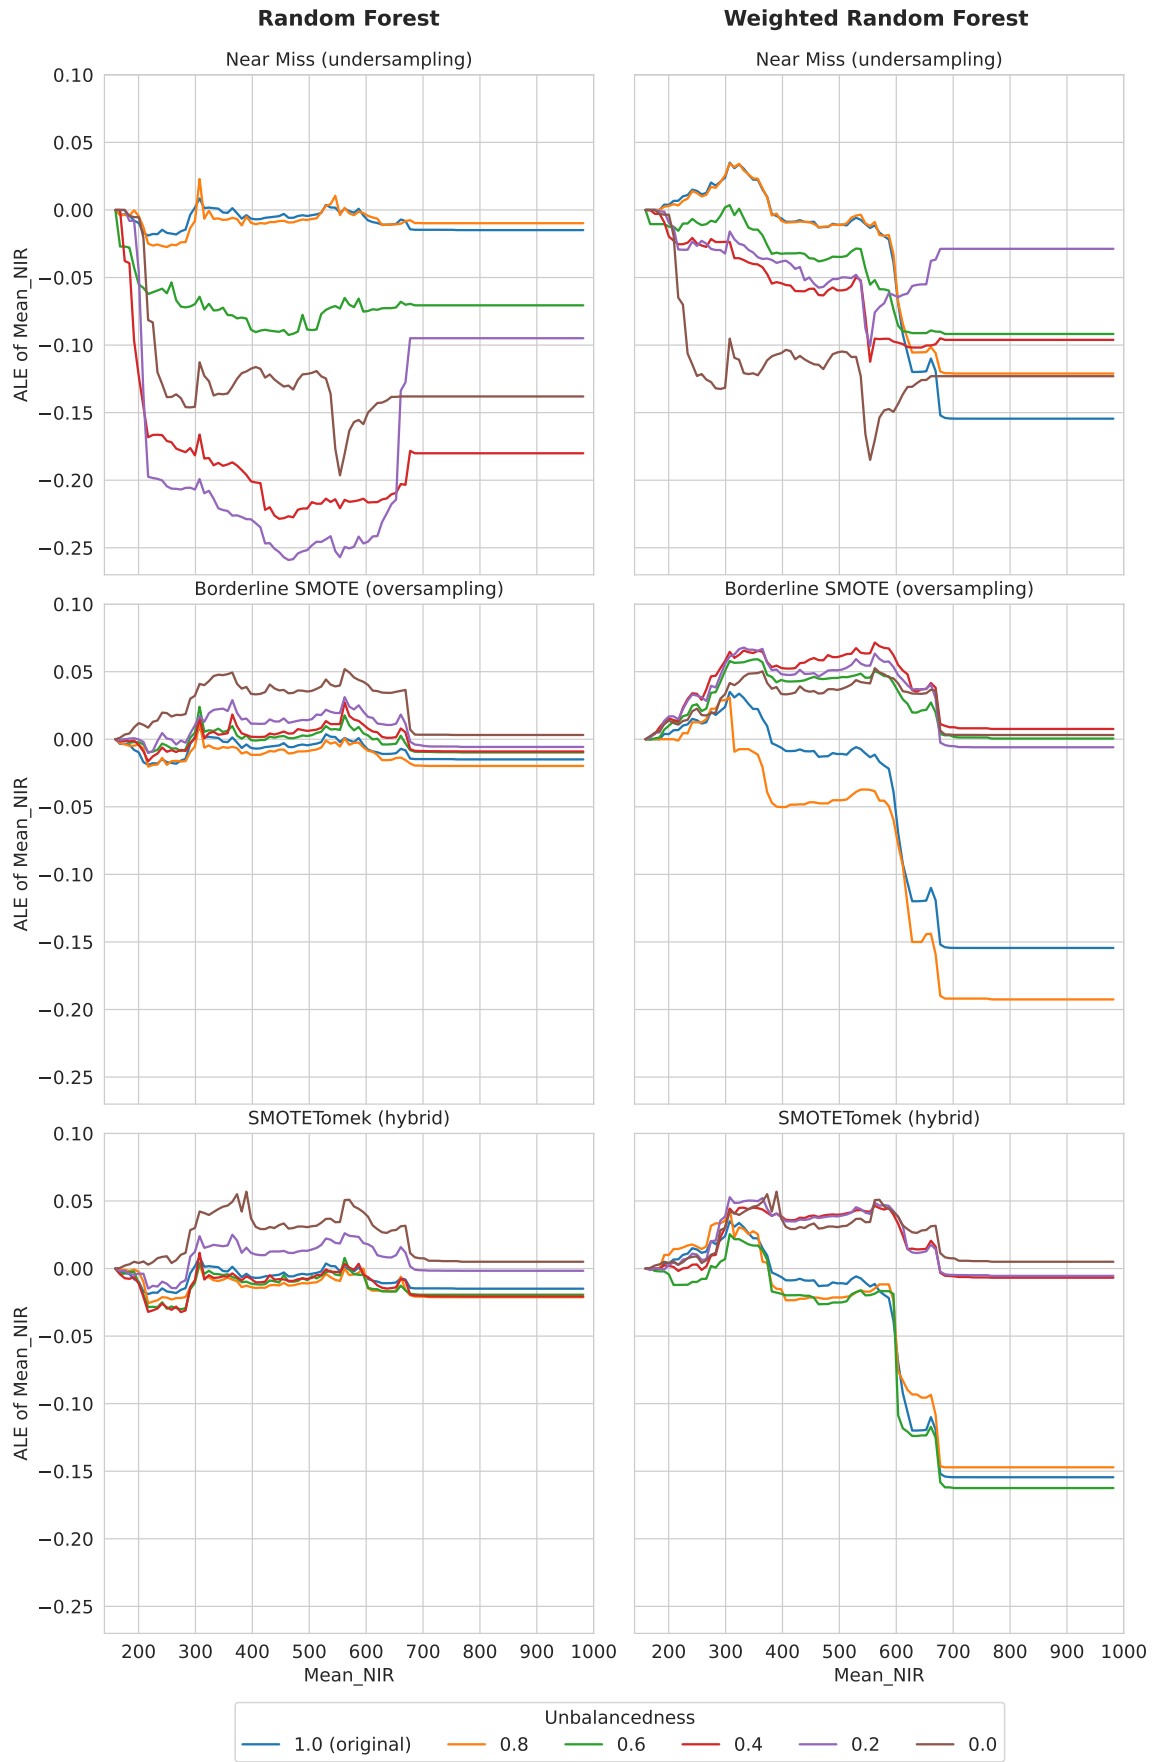 Random Forest
Weighted Random Forest
Near Miss (undersampling)
Near Miss (undersampling)
0.10
0.05
0.00
−0.05
−0.10
−0.15
−0.20
−0.25
ALE of Mean_NIR
Borderline SMOTE (oversampling)
Borderline SMOTE (oversampling)
0.10
0.05
0.00
−0.05
−0.10
−0.15
−0.20
−0.25
ALE of Mean_NIR
SMOTETomek (hybrid)
SMOTETomek (hybrid)
0.10
0.05
0.00
−0.05
−0.10
−0.15
−0.20
−0.25
ALE of Mean_NIR
200 300 400 500 600 700 800 900 1000
200 300 400 500 600 700 800 900 1000
Mean_NIR
Mean_NIR
Unbalancedness
1.0 (original) 0.8 0.6 0.4 0.2 0.0